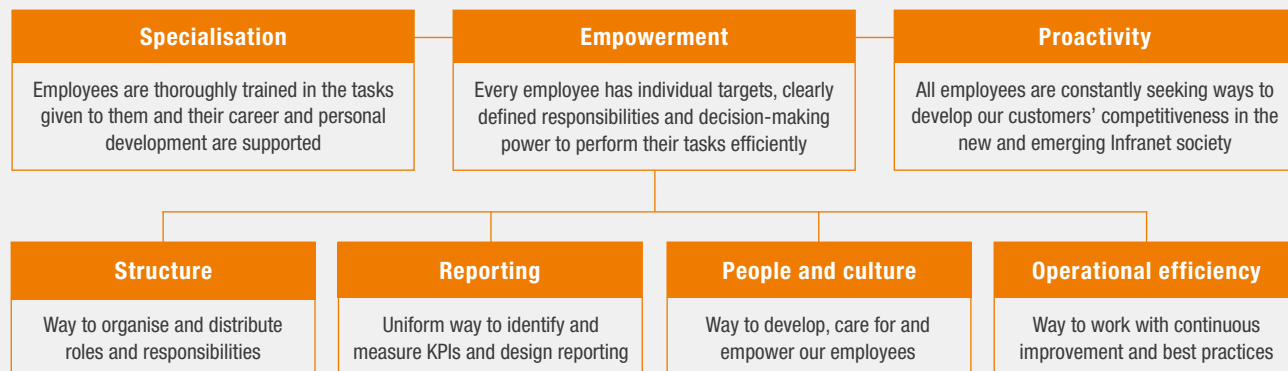 Specialisation
Employees are thoroughly trained in the tasks
given to them and their career and personal
development are supported
Empowerment
Every employee has individual targets, clearly
defined responsibilities and decision-making
power to perform their tasks efficiently
Proactivity
All employees are constantly seeking ways to
develop our customers’ competitiveness in the
new and emerging Infranet society
Structure
Way to organise and distribute
roles and responsibilities
Reporting
Uniform way to identify and
measure KPIs and design reporting
People and culture
Way to develop, care for and
empower our employees
Operational efficiency
Way to work with continuous
improvement and best practices